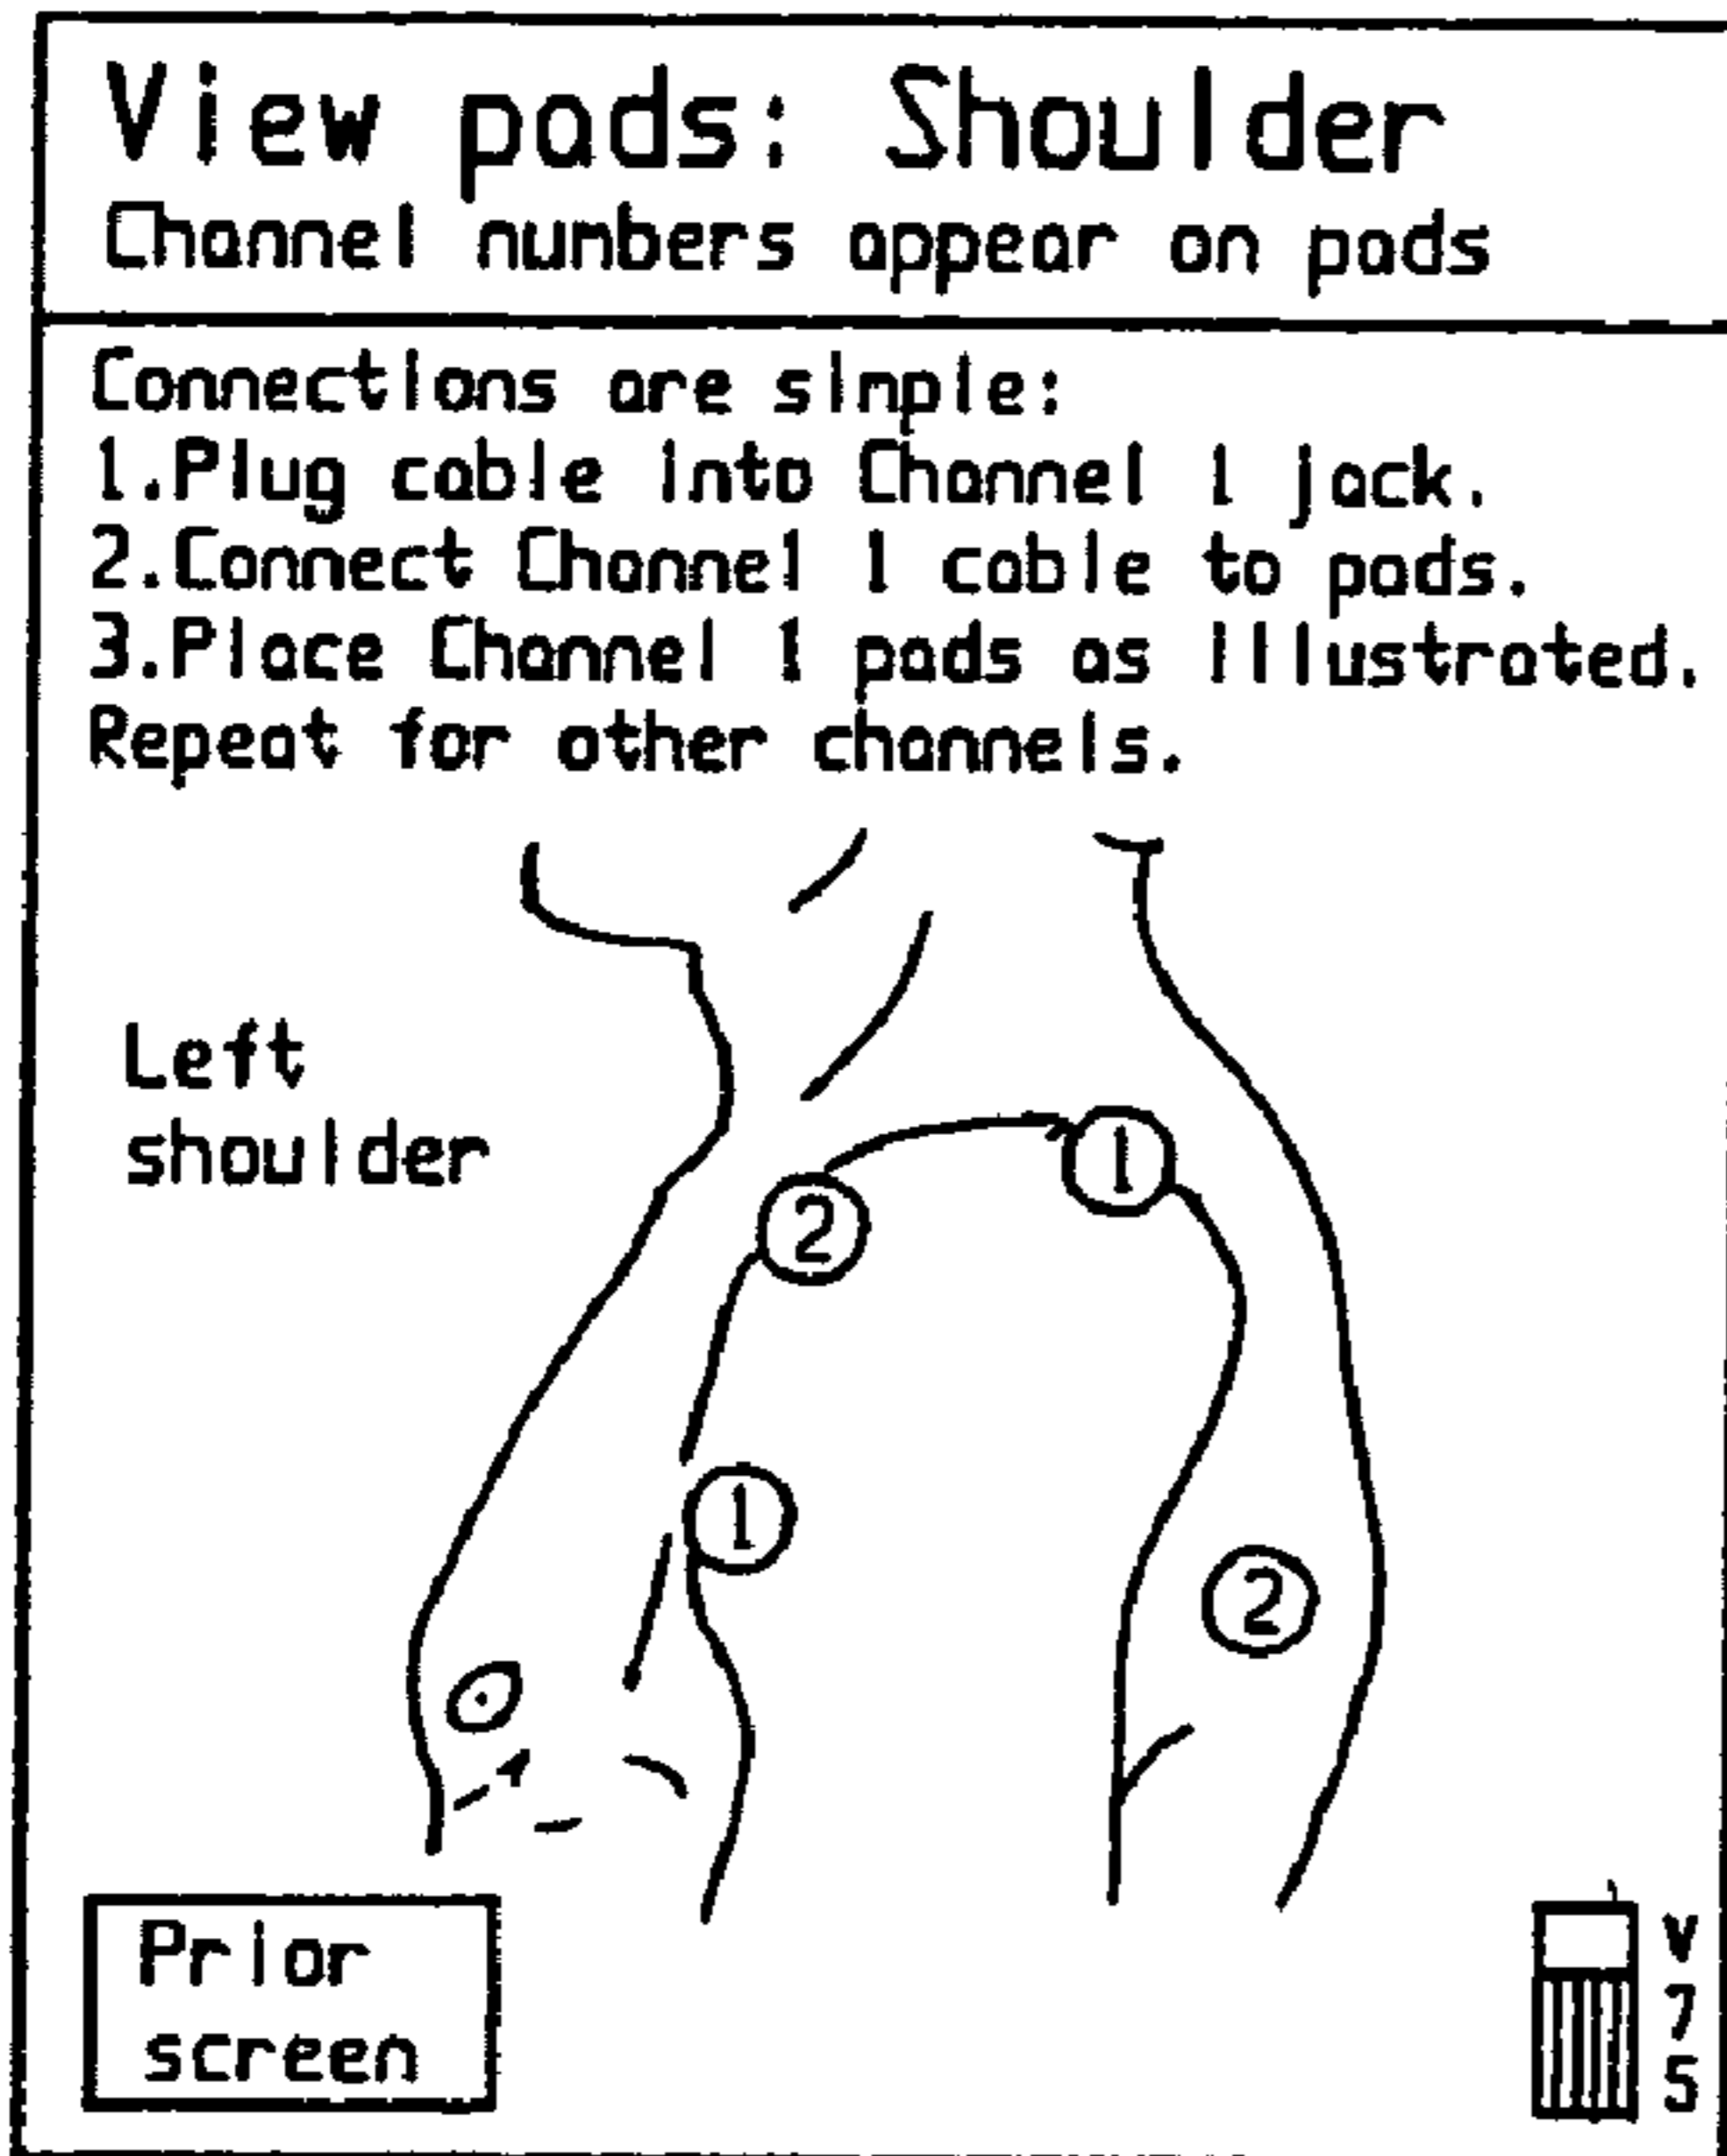 View pads: Shoulder
Channel numbers appear on pads
Connections are simple:
1.Plug cable into Channel 1 jack.
2.Connect Channel 1 cable to pads.
3.Place Channel 1 pads as illustrated.
Repeat for other channels.
Left
shoulder
1
2
1
2
Prior
screen
V
7
5